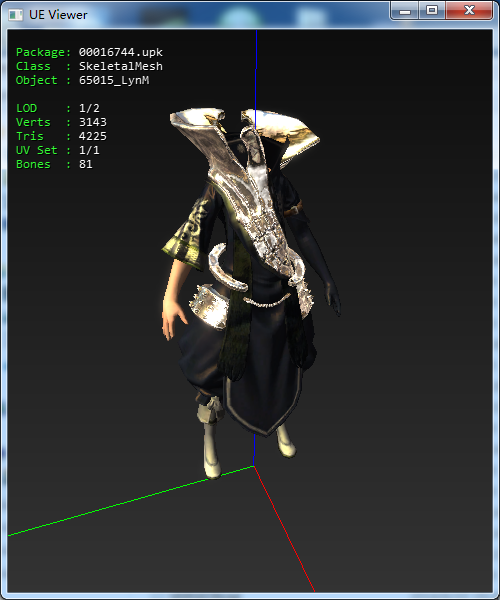 UE Viewer
Package: 00016744.upk
Class : SkeletalMesh
Object : 65015_LynM
LOD : 1/2
Verts : 3143
Tris : 4225
UV Set : 1/1
Bones : 81